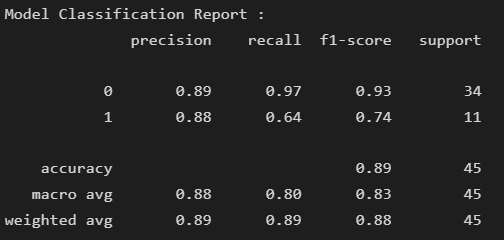 Model Classification Report :
precision recall f1-score support
0 0.89 0.97 0.93 34
1 0.88 0.64 0.74 11
accuracy 0.89 45
macro avg 0.88 0.80 0.83 45
weighted avg 0.89 0.89 0.88 45